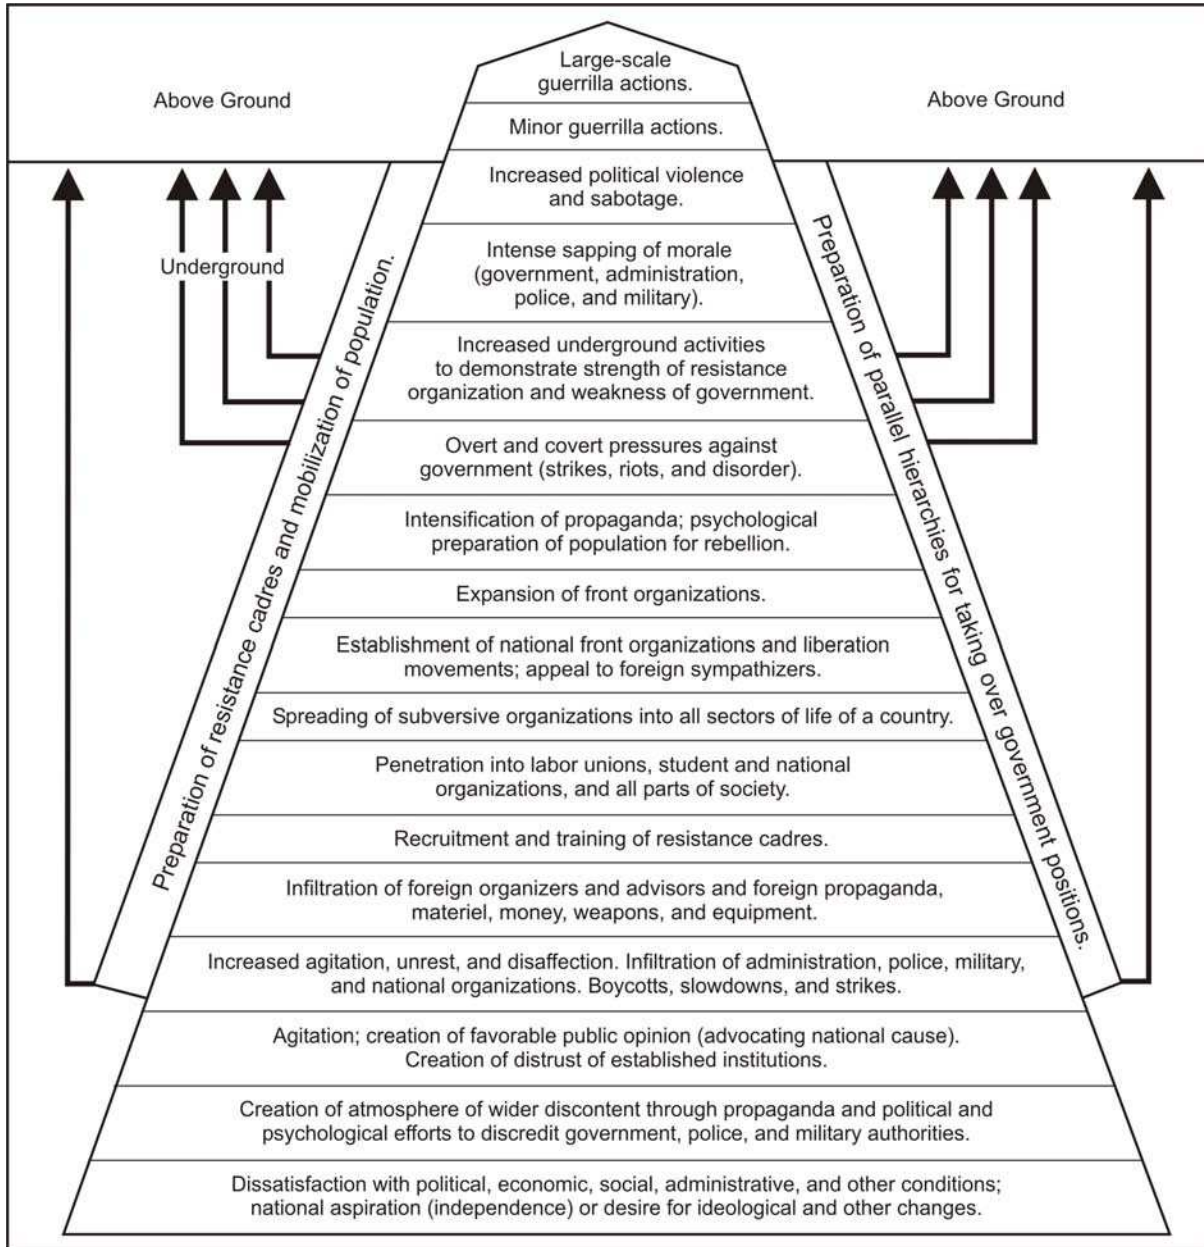 Large-scale
guerrilla actions.
Above Ground
Above Ground
Minor guerrilla actions.
Increased political violence
and sabotage.
Intense sapping of morale
(government, administration,
police, and military).
Underground
Increased underground activities
to demonstrate strength of resistance
organization and weakness of government.
Overt and covert pressures against
government (strikes, riots, and disorder).
Intensification of propaganda; psychological
preparation of population for rebellion.
Expansion of front organizations.
Establishment of national front organizations and liberation
movements; appeal to foreign sympathizers.
Spreading of subversive organizations into all sectors of life of a country.
Penetration into labor unions, student and national
organizations, and all parts of society.
Recruitment and training of resistance cadres.
Infiltration of foreign organizers and advisors and foreign propaganda,
materiel, money, weapons, and equipment.
Increased agitation, unrest, and disaffection. Infiltration of administration, police, military,
and national organizations. Boycotts, slowdowns, and strikes.
Agitation; creation of favorable public opinion (advocating national cause).
Creation of distrust of established institutions.
Creation of atmosphere of wider discontent through propaganda and political and
psychological efforts to discredit government, police, and military authorities.
Dissatisfaction with political, economic, social, administrative, and other conditions;
national aspiration (independence) or desire for ideological and other changes.
Preparation of resistance cadres and mobilization of population.
Preparation of parallel hierarchies for taking over government positions.